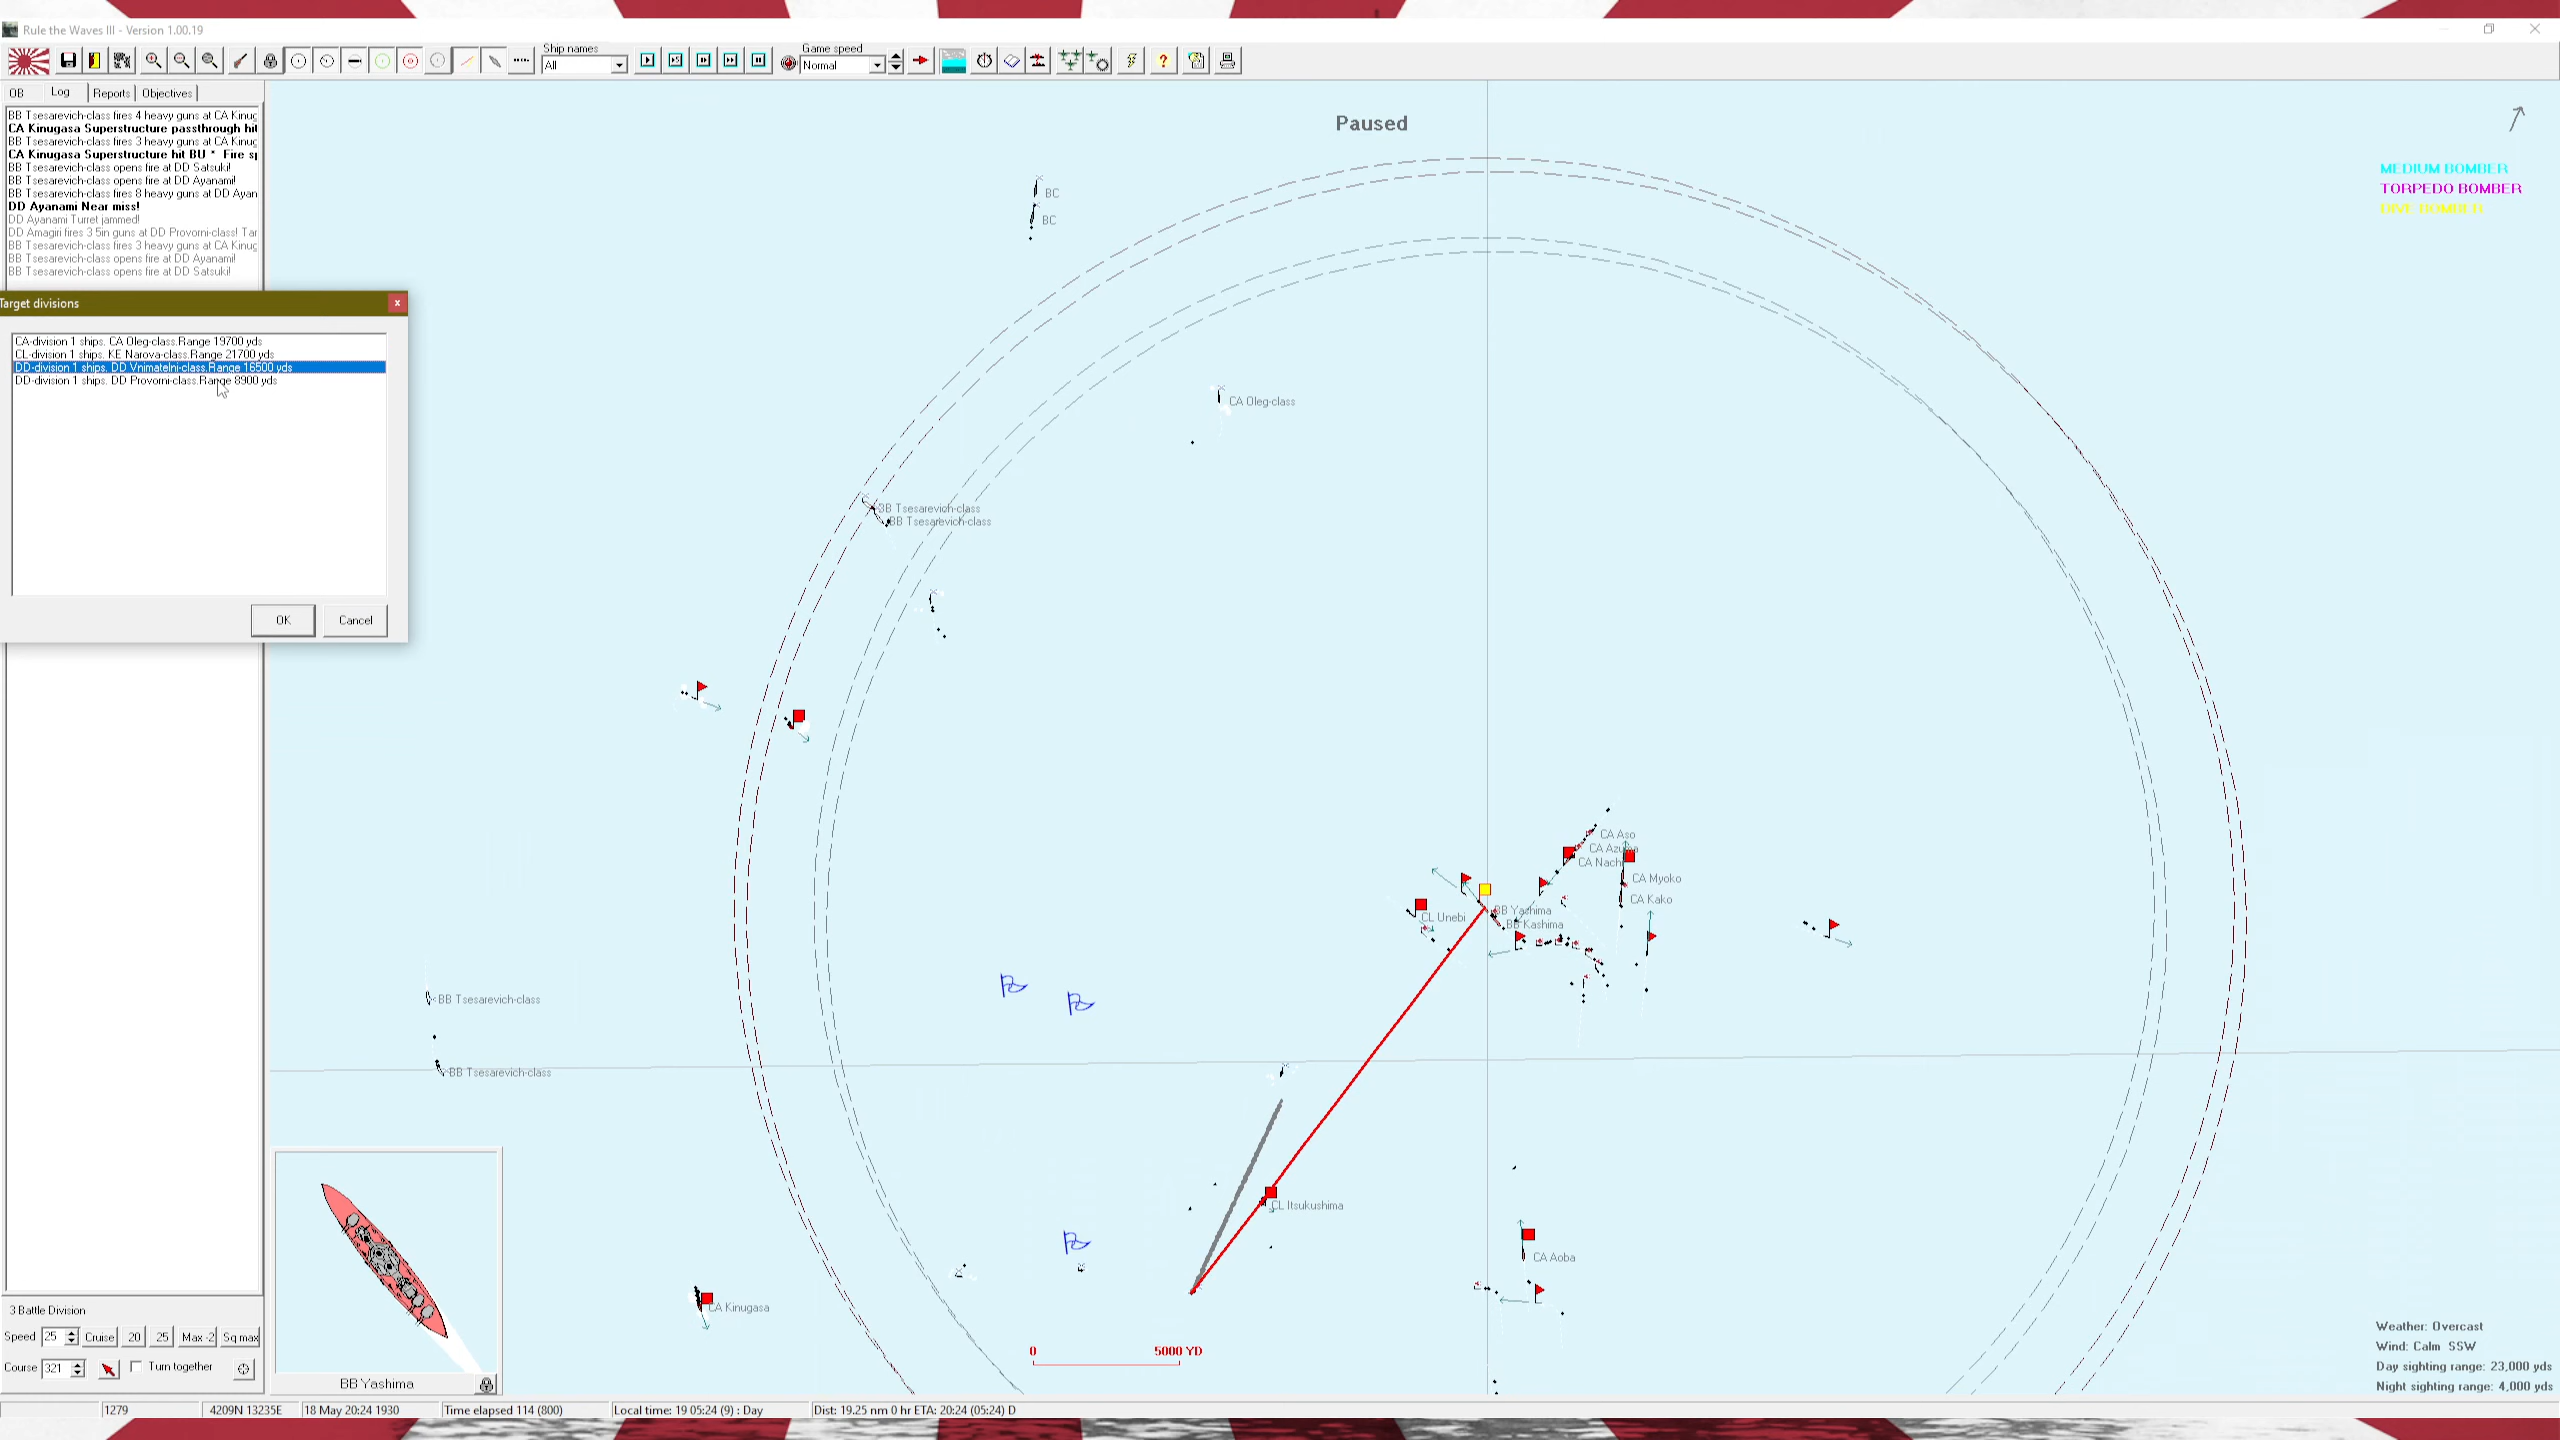 Rule the Waves III - Version 1.00.19
Ship names
All
Game speed
Normal
OB
Log
Reports
Objectives
BB Tsesarevich-class fires 4 heavy guns at CA Kinug
CA Kinugasa Superstructure passthrough hit
BB Tsesarevich-class fires 3 heavy guns at CA Kinug
CA Kinugasa Superstructure hit BU * Fire sp
BB Tsesarevich-class opens fire at DD Satsuki!
BB Tsesarevich-class opens fire at DD Ayanami!
BB Tsesarevich-class fires 8 heavy guns at DD Ayan
DD Ayanami Near miss!
DD Ayanami Turret jammed!
DD Amagiri fires 3 5in guns at DD Provorni-class! Tar
BB Tsesarevich-class fires 3 heavy guns at CA Kinug
BB Tsesarevich-class opens fire at DD Ayanami!
BB Tsesarevich-class opens fire at DD Satsuki!
Target divisions
CA-division 1 ships. CA Oleg-class.Range 19700 yds
CL-division 1 ships. KE Narova-class.Range 21700 yds
DD-division 1 ships. DD Vnimatelni-class.Range 16500 yds
DD-division 1 ships. DD Provorni-class.Range 8900 yds
OK
Cancel
Paused
MEDIUM BOMBER
TORPEDO BOMBER
DIVE BOMBER
BC
BC
CA Oleg-class
BB Tsesarevich-class
BB Tsesarevich-class
CA Aso
CA Azuma
CA Nachi
CA Myoko
CA Kako
BB Yashima
CL Unebi
BB Kashima
BB Tsesarevich-class
BB Tsesarevich-class
CL Itsukushima
CA Aoba
CA Kinugasa
0 5000 YD
BB Yashima
3 Battle Division
Speed 25 Cruise 20 25 Max -2 Sq max
Course 321 Turn together
Weather: Overcast
Wind: Calm SSW
Day sighting range: 23,000 yds
Night sighting range: 4,000 yds
1279
4209N 13235E
18 May 20:24 1930
Time elapsed 114 (800)
Local time: 19 05:24 (9) : Day
Dist: 19.25 nm 0 hr ETA: 20:24 (05:24) D